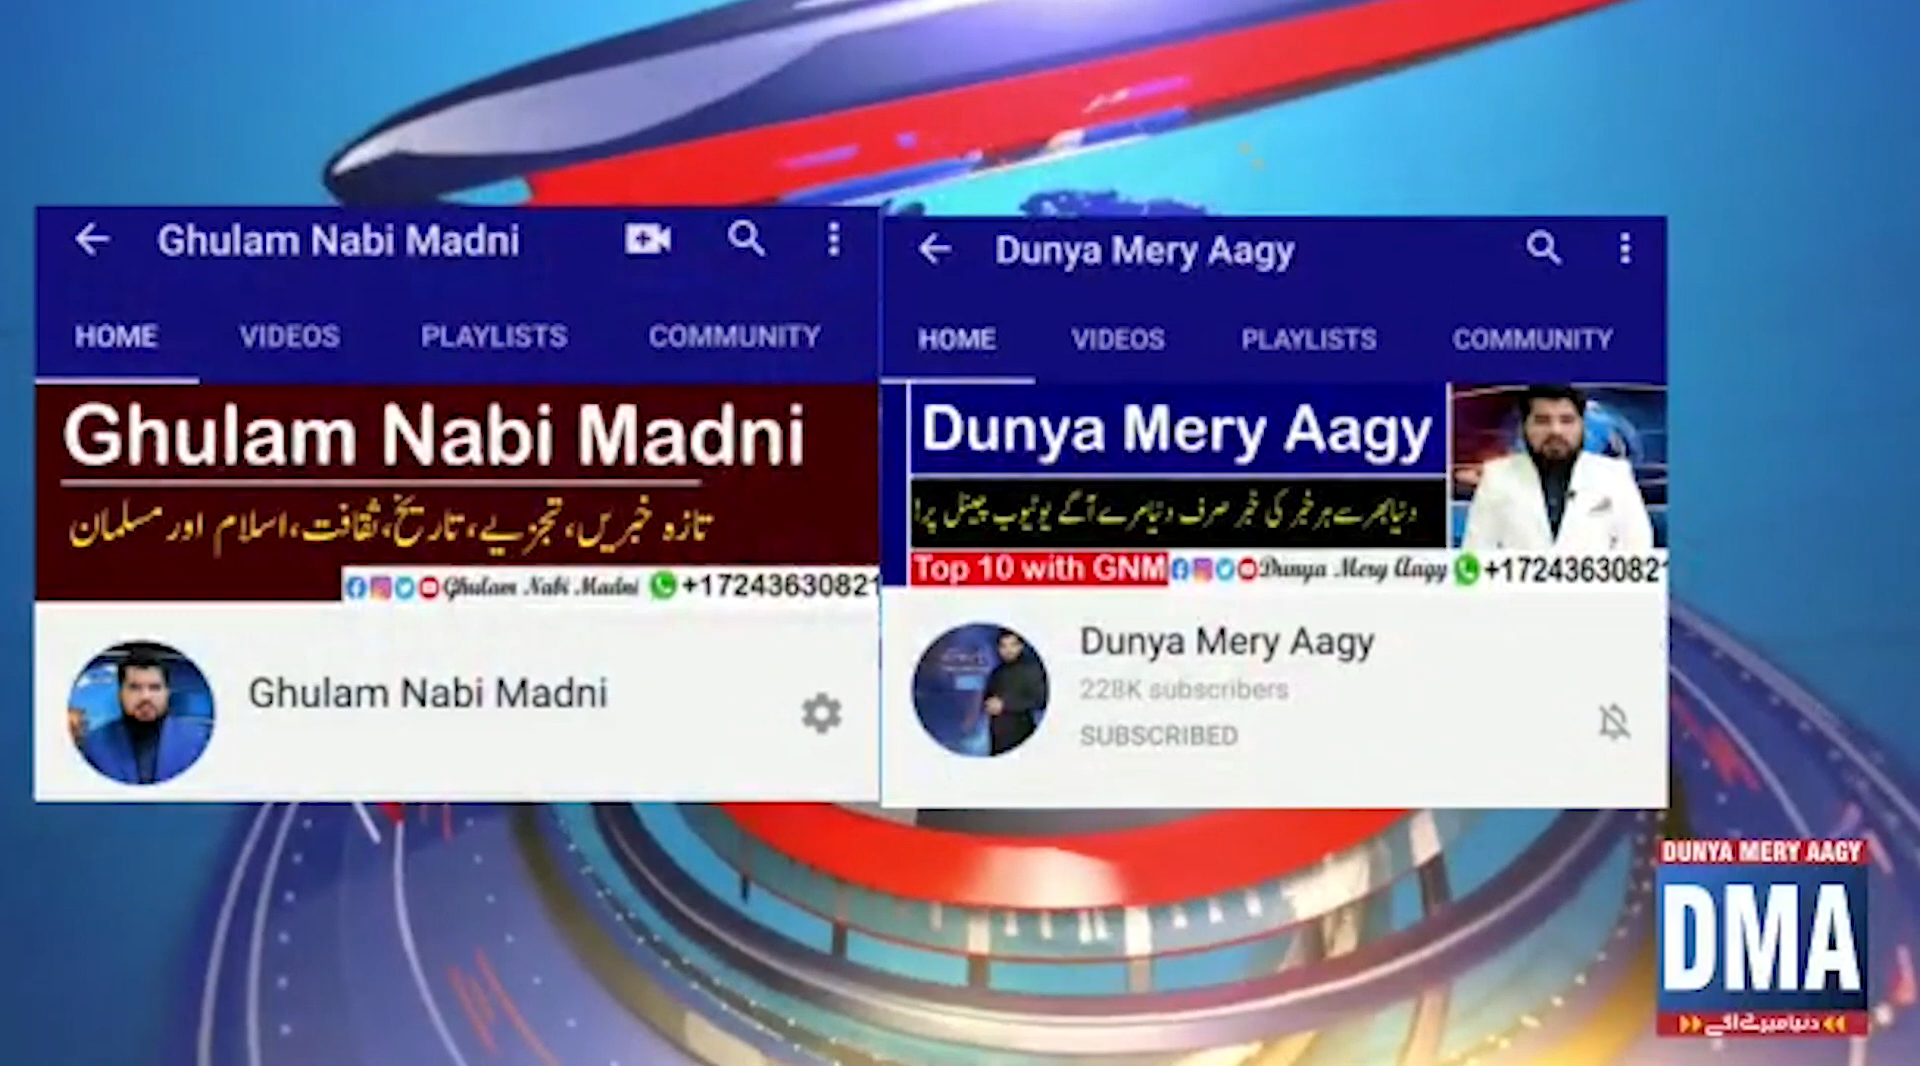 Ghulam Nabi Madni
HOME VIDEOS PLAYLISTS COMMUNITY
Ghulam Nabi Madni
تازہ خبریں، تجزیے، تاریخ، ثقافت، اسلام اور مسلمان
Ghulam Nabi Madni +17243630821
Ghulam Nabi Madni
Dunya Mery Aagy
HOME VIDEOS PLAYLISTS COMMUNITY
Dunya Mery Aagy
دنیا بھر سے ہر خبر کی خبر صرف دنیا مرے آگے یوٹیوب چینل پر!
Top 10 with GNM Dunya Mery Aagy +1724363082
Dunya Mery Aagy
228K subscribers
SUBSCRIBED
DUNYA MERY AAGY
DMA
دنیا میرے آگے